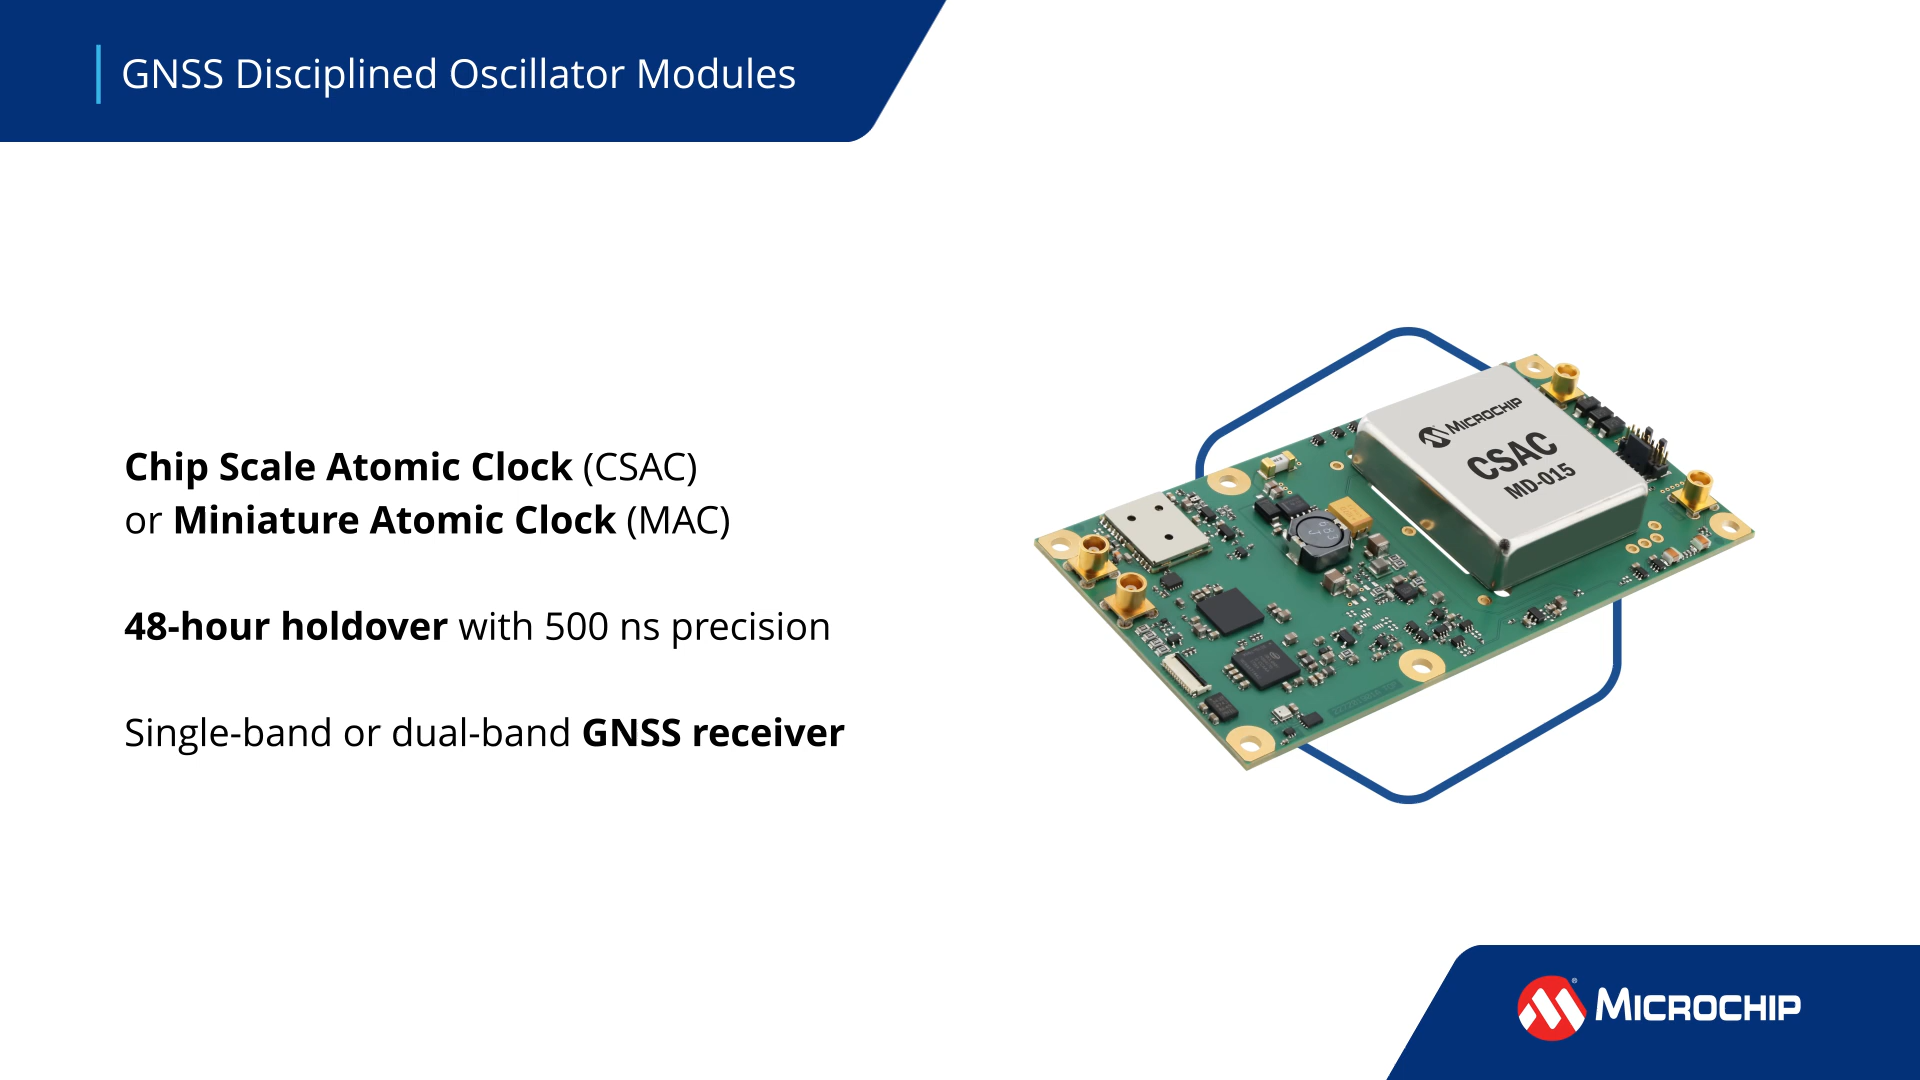 GNSS Disciplined Oscillator Modules
Chip Scale Atomic Clock (CSAC)
or Miniature Atomic Clock (MAC)
48-hour holdover with 500 ns precision
Single-band or dual-band GNSS receiver
MICROCHIP
CSAC
MD-015
MICROCHIP